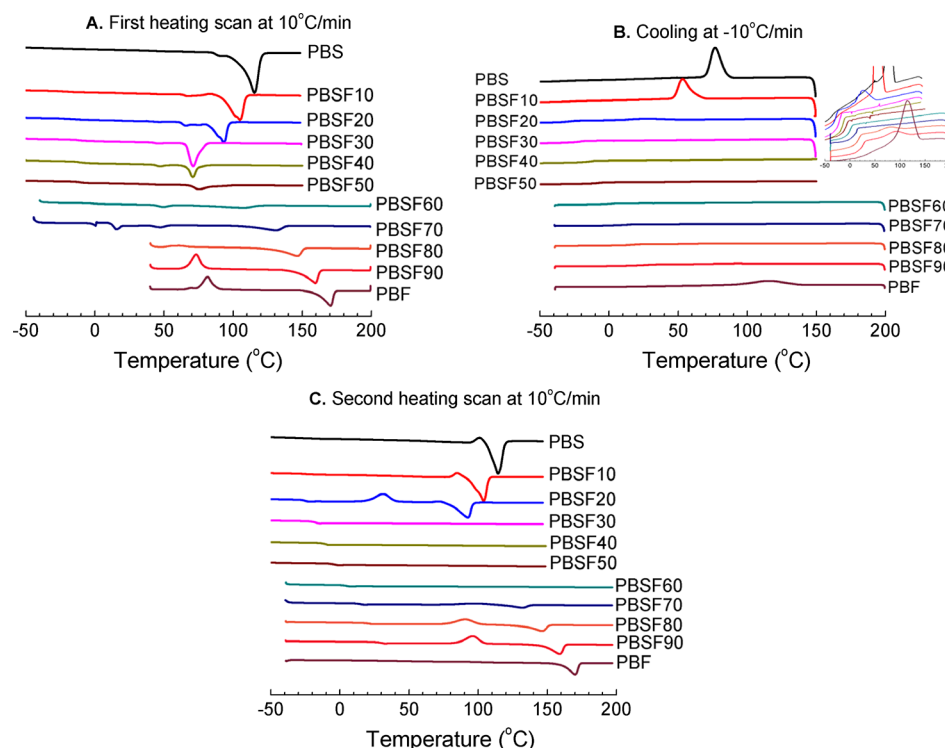 A. First heating scan at 10°C/min
PBS
PBSF10
PBSF20
PBSF30
PBSF40
PBSF50
PBSF60
PBSF70
PBSF80
PBSF90
PBF
-50 0 50 100 150 200
Temperature (°C)
B. Cooling at -10°C/min
PBS
PBSF10
PBSF20
PBSF30
PBSF40
PBSF50
PBSF60
PBSF70
PBSF80
PBSF90
PBF
-50 0 50 100 150 200
Temperature (°C)
C. Second heating scan at 10°C/min
PBS
PBSF10
PBSF20
PBSF30
PBSF40
PBSF50
PBSF60
PBSF70
PBSF80
PBSF90
PBF
-50 0 50 100 150 200
Temperature (°C)